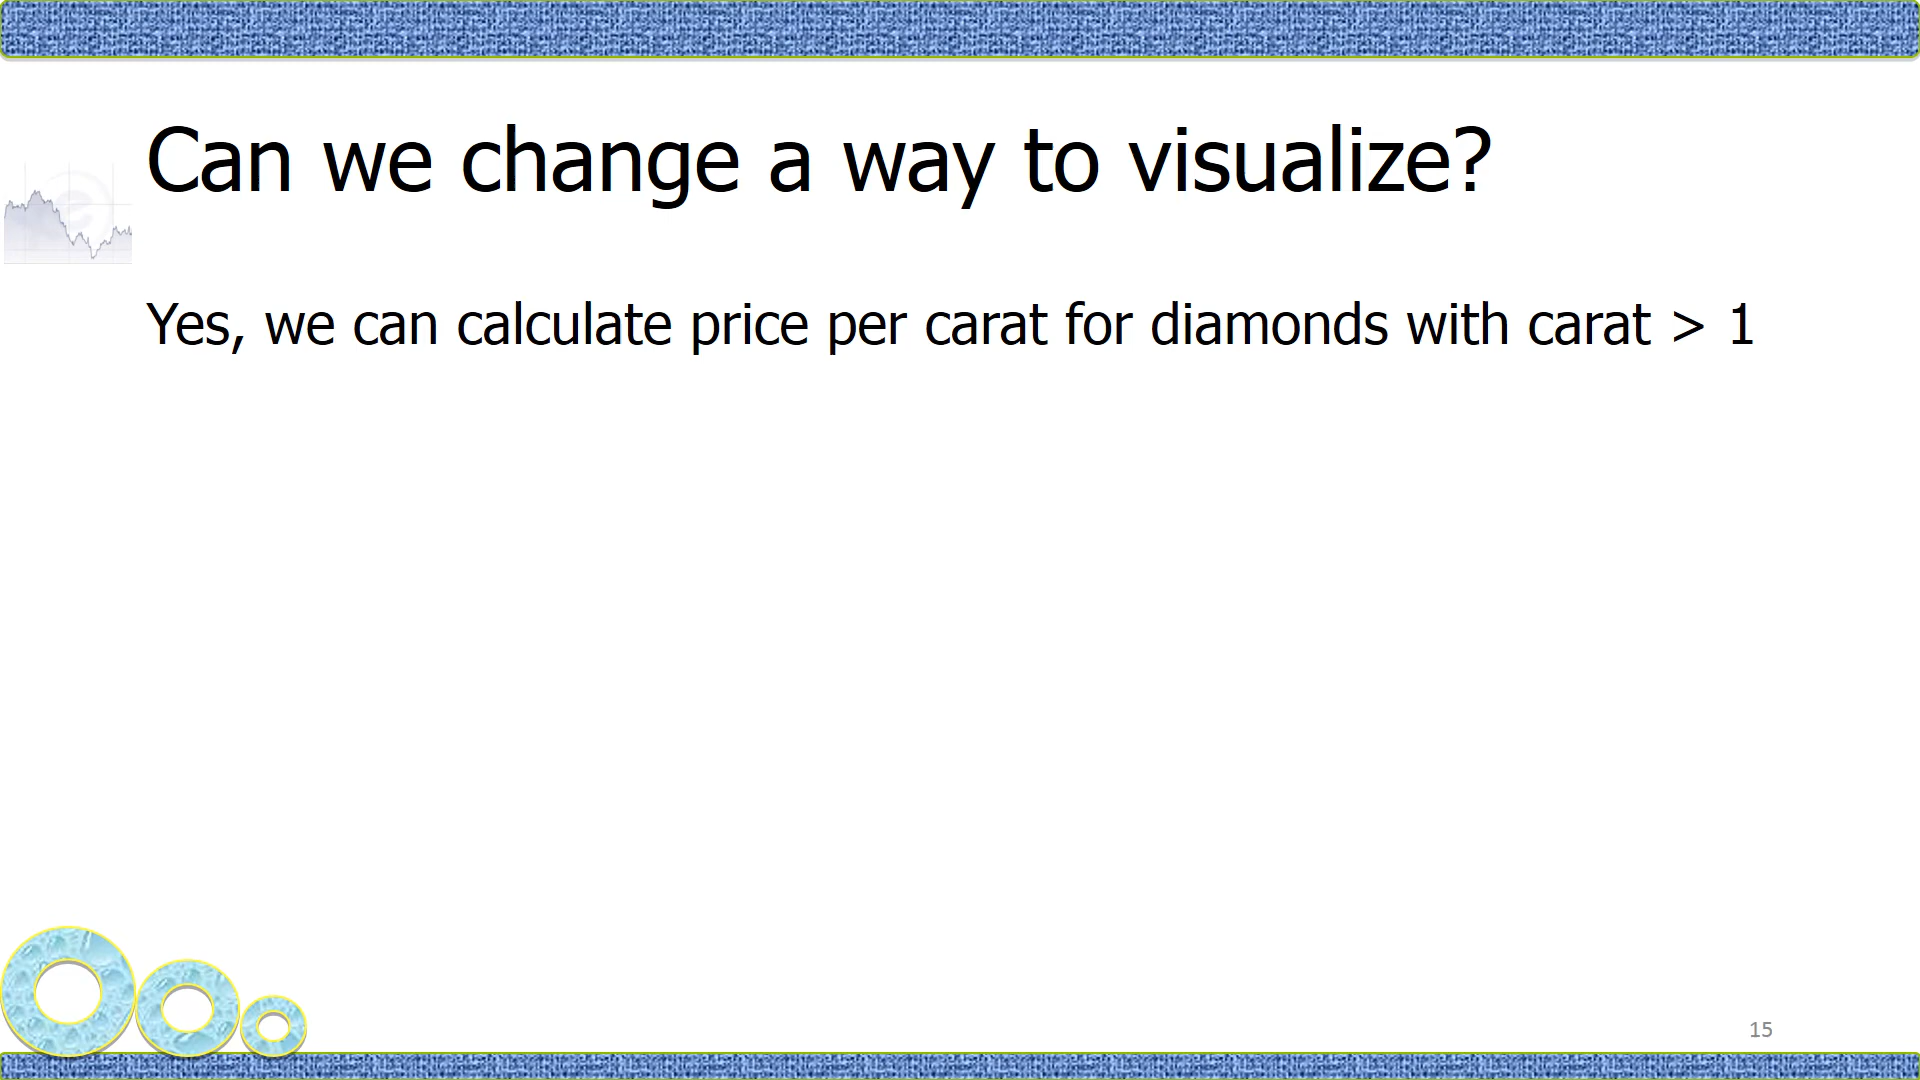 Can we change a way to visualize?
Yes, we can calculate price per carat for diamonds with carat > 1
15